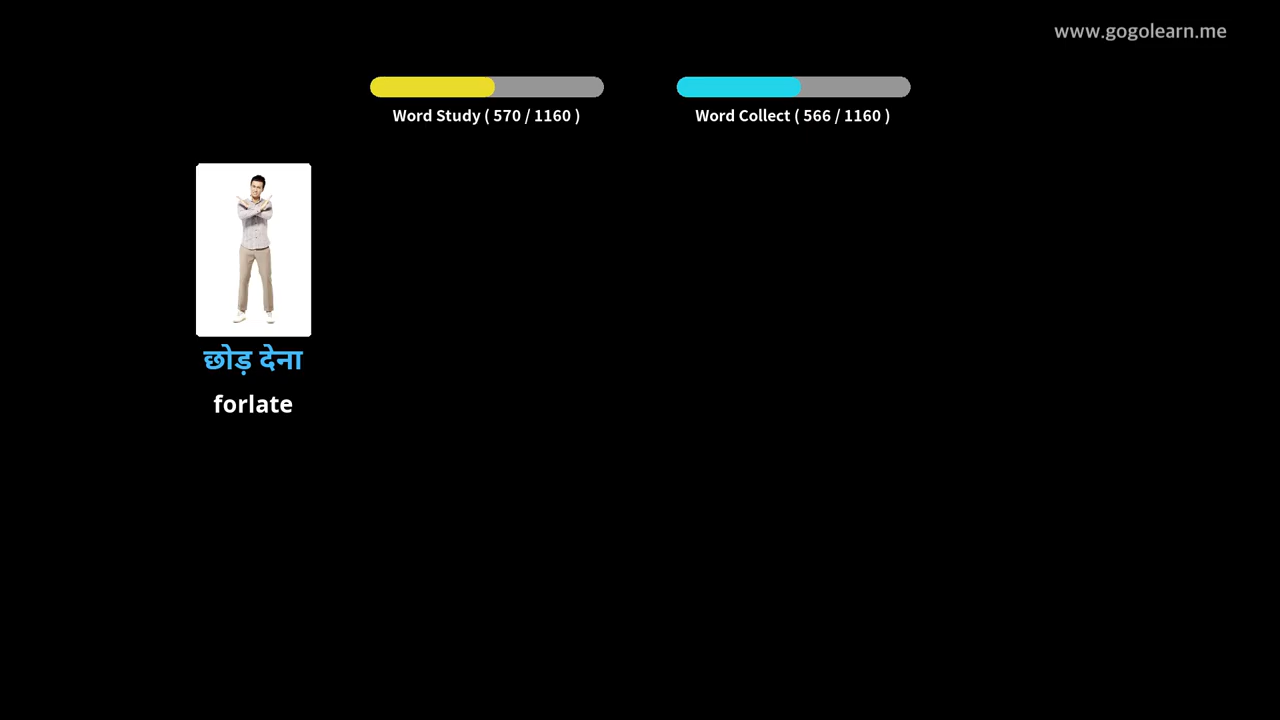 www.gogolearn.me
Word Study ( 570 / 1160 )
Word Collect ( 566 / 1160 )
छोड़ देना
forlate